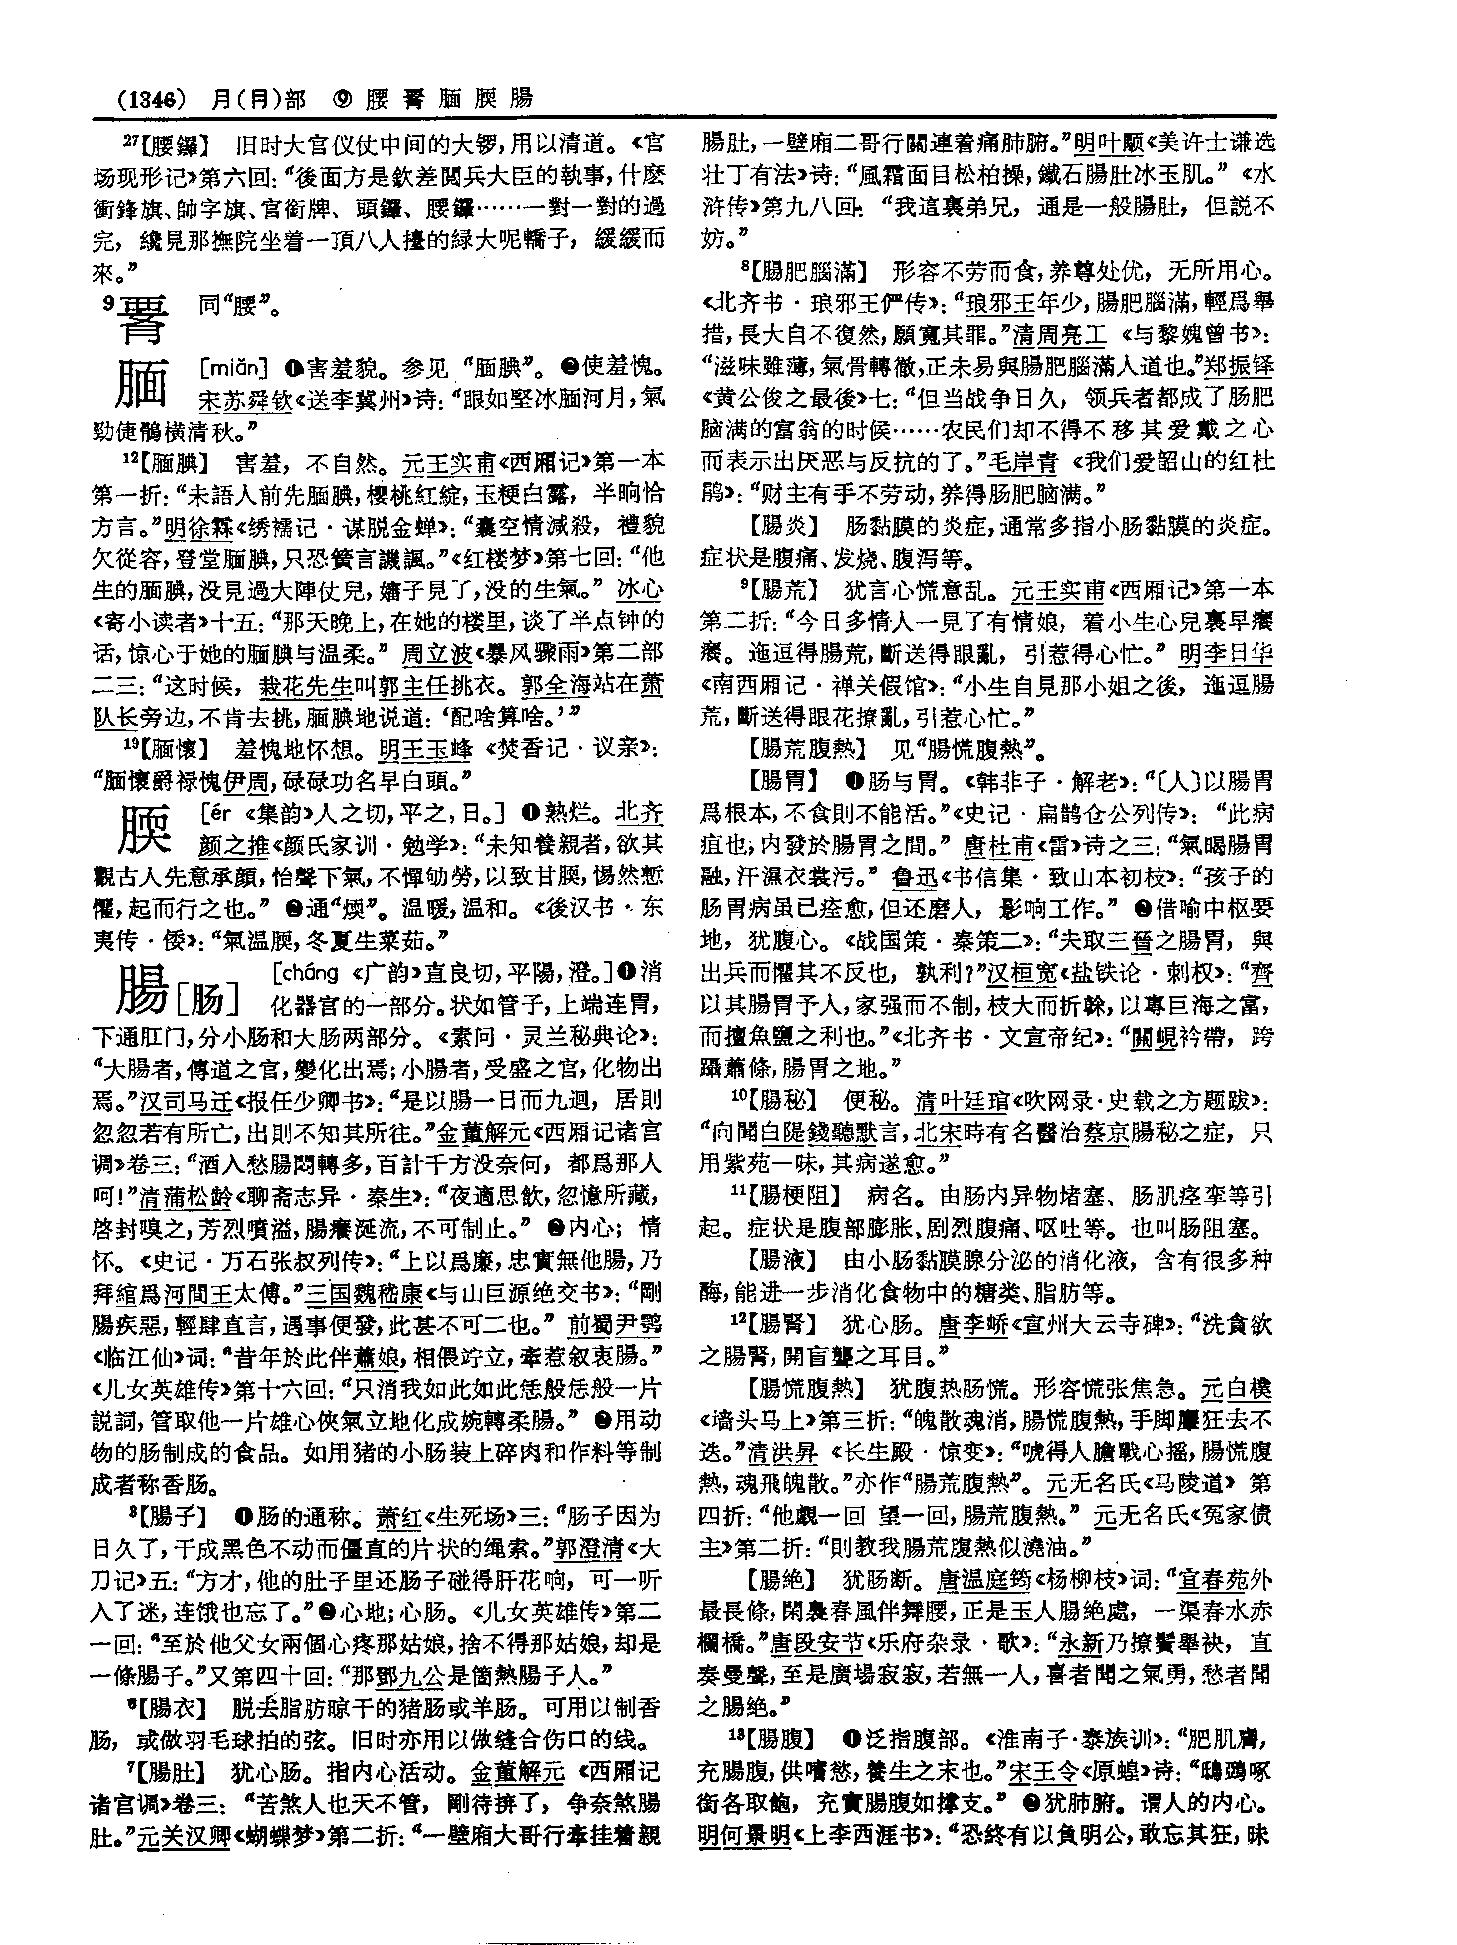 (1346) 月(⺼)部 ⑨ 腰 䙅 腼 腝 腸
27【腰鑼】 旧时大官仪仗中间的大锣,用以清道。《官
场现形记》第六回:“後面方是欽差閲兵大臣的執事,什麽
衝鋒旗、帥字旗、官銜牌、頭鑼、腰鑼……一對一對的過
完,纔見那撫院坐着一頂八人擡的緑大呢轎子,緩緩而
來。”
9 同“腰”。
腼 [miǎn] ❶害羞貌。参见“腼腆”。❷使羞愧。
宋苏舜钦《送李冀州》诗:“眼如堅冰腼河月,氣
勁健鶻横清秋。”
12【腼腆】 害羞,不自然。元王实甫《西厢记》第一本
第一折:“未語人前先腼腆,櫻桃紅綻,玉粳白露,半晌恰
方言。”明徐霖《绣襦记·谋脱金蝉》:“囊空情減殺,禮貌
欠從容,登堂腼腆,只恐簧言譏諷。”《红楼梦》第七回:“他
生的腼腆,没見過大陣仗兒,嬸子見了,没的生氣。” 冰心
《寄小读者》十五:“那天晚上,在她的楼里,谈了半点钟的
话,惊心于她的腼腆与温柔。” 周立波《暴风骤雨》第二部
二三:“这时候,栽花先生叫郭主任挑衣。郭全海站在萧
队长旁边,不肯去挑,腼腆地说道:‘配啥算啥。’”
19【腼懷】 羞愧地怀想。明王玉峰《焚香记·议亲》:
“腼懷爵禄愧伊周,碌碌功名早白頭。”
腝 [ér 《集韵》人之切,平之,日。] ❶熟烂。北齐
颜之推《颜氏家训·勉学》:“未知養親者,欲其
觀古人先意承顔,怡聲下氣,不憚劬勞,以致甘腝,惕然慙
懼,起而行之也。” ❷通“煗”。温暖,温和。《後汉书·东
夷传·倭》:“氣温腝,冬夏生菜茹。”
腸[肠] [cháng 《广韵》直良切,平陽,澄。]❶消
化器官的一部分。状如管子,上端连胃,
下通肛门,分小肠和大肠两部分。《素问·灵兰秘典论》:
“大腸者,傳道之官,變化出焉;小腸者,受盛之官,化物出
焉。”汉司马迁《报任少卿书》:“是以腸一日而九迴,居則
忽忽若有所亡,出則不知其所往。”金董解元《西厢记诸宫
调》卷三:“酒入愁腸悶轉多,百計千方没奈何,都爲那人
呵!”清蒲松龄《聊斋志异·秦生》:“夜適思飲,忽憶所藏,
啓封嗅之,芳烈噴溢,腸癢涎流,不可制止。” ❷内心;情
怀。《史记·万石张叔列传》:“上以爲廉,忠實無他腸,乃
拜綰爲河間王太傅。”三国魏嵇康《与山巨源绝交书》:“剛
腸疾惡,輕肆直言,遇事便發,此甚不可二也。” 前蜀尹鹗
《临江仙》词:“昔年於此伴蕭娘,相偎竚立,牽惹叙衷腸。”
《儿女英雄传》第十六回:“只消我如此如此恁般恁般一片
説詞,管取他一片雄心俠氣立地化成婉轉柔腸。” ❸用动
物的肠制成的食品。如用猪的小肠装上碎肉和作料等制
成者称香肠。
3【腸子】 ❶肠的通称。萧红《生死场》三:“肠子因为
日久了,干成黑色不动而僵直的片状的绳索。”郭澄清《大
刀记》五:“方才,他的肚子里还肠子碰得肝花响,可一听
入了迷,连饿也忘了。”❷心地;心肠。《儿女英雄传》第二
一回:“至於他父女兩個心疼那姑娘,捨不得那姑娘,却是
一條腸子。”又第四十回:“那鄧九公是箇熱腸子人。”
6【腸衣】 脱去脂肪晾干的猪肠或羊肠。可用以制香
肠,或做羽毛球拍的弦。旧时亦用以做缝合伤口的线。
7【腸肚】 犹心肠。指内心活动。金董解元《西厢记
诸宫调》卷三:“苦煞人也天不管,剛待拚了,争奈煞腸
肚。”元关汉卿《蝴蝶梦》第二折:“一壁廂大哥行牽挂着親
腸肚,一壁廂二哥行關連着痛肺腑。”明叶颙《美许士谦选
壮丁有法》诗:“風霜面目松柏操,鐵石腸肚冰玉肌。”《水
浒传》第九八回:“我這裏弟兄,通是一般腸肚,但説不
妨。”
8【腸肥腦滿】 形容不劳而食,养尊处优,无所用心。
《北齐书·琅邪王俨传》:“琅邪王年少,腸肥腦滿,輕爲舉
措,長大自不復然,願寬其罪。”清周亮工《与黎媿曾书》:
“滋味雖薄,氣骨轉徹,正未易與腸肥腦滿人道也。”郑振铎
《黄公俊之最後》七:“但当战争日久,领兵者都成了肠肥
脑满的富翁的时候……农民们却不得不移其爱戴之心
而表示出厌恶与反抗的了。”毛岸青《我们爱韶山的红杜
鹃》:“财主有手不劳动,养得肠肥脑满。”
【腸炎】 肠黏膜的炎症,通常多指小肠黏膜的炎症。
症状是腹痛、发烧、腹泻等。
9【腸荒】 犹言心慌意乱。元王实甫《西厢记》第一本
第二折:“今日多情人一見了有情娘,着小生心兒裏早癢
癢。迤逗得腸荒,斷送得眼亂,引惹得心忙。” 明李日华
《南西厢记·禅关假馆》:“小生自見那小姐之後,迤逗腸
荒,斷送得眼花撩亂,引惹心忙。”
【腸荒腹熱】 见“腸慌腹熱”。
【腸胃】 ❶肠与胃。《韩非子·解老》:“〔人〕以腸胃
爲根本,不食則不能活。”《史记·扁鹊仓公列传》:“此病
疽也;内發於腸胃之間。” 唐杜甫《雷》诗之三:“氣暍腸胃
融,汗濕衣裳污。” 鲁迅《书信集·致山本初枝》:“孩子的
肠胃病虽已痊愈,但还磨人,影响工作。” ❷借喻中枢要
地,犹腹心。《战国策·秦策二》:“夫取三晋之腸胃,與
出兵而懼其不反也,孰利?”汉桓宽《盐铁论·刺权》:“齊
以其腸胃予人,家强而不制,枝大而折榦,以專巨海之富,
而擅魚鹽之利也。”《北齐书·文宣帝纪》:“關峴衿帶,跨
躡蕭條,腸胃之地。”
10【腸秘】 便秘。清叶廷琯《吹网录·史载之方题跋》:
“向聞白隄錢聽默言,北宋時有名醫治蔡京腸秘之症,只
用紫苑一味,其病遂愈。”
11【腸梗阻】 病名。由肠内异物堵塞、肠肌痉挛等引
起。症状是腹部膨胀、剧烈腹痛、呕吐等。也叫肠阻塞。
【腸液】 由小肠黏膜腺分泌的消化液,含有很多种
酶,能进一步消化食物中的糖类、脂肪等。
12【腸腎】 犹心肠。唐李峤《宣州大云寺碑》:“洗貪欲
之腸腎,開盲聾之耳目。”
【腸慌腹熱】 犹腹热肠慌。形容慌张焦急。元白樸
《墙头马上》第三折:“魄散魂消,腸慌腹熱,手脚麞狂去不
迭。”清洪昇《长生殿·惊变》:“唬得人膽戰心摇,腸慌腹
熱,魂飛魄散。”亦作“腸荒腹熱”。元无名氏《马陵道》第
四折:“他覷一回 望一回,腸荒腹熱。” 元无名氏《冤家债
主》第二折:“則教我腸荒腹熱似澆油。”
【腸絶】 犹肠断。唐温庭筠《杨柳枝》词:“宜春苑外
最長條,閑裊春風伴舞腰,正是玉人腸絶處,一渠春水赤
欄橋。”唐段安节《乐府杂录·歌》:“永新乃撩鬢舉袂,直
奏曼聲,至是廣場寂寂,若無一人,喜者聞之氣勇,愁者聞
之腸絶。”
13【腸腹】 ❶泛指腹部。《淮南子·泰族训》:“肥肌膚,
充腸腹,供嗜慾,養生之末也。”宋王令《原蝗》诗:“鴟鵶啄
銜各取飽,充實腸腹如撑支。” ❷犹肺腑。谓人的内心。
明何景明《上李西涯书》:“恐終有以負明公,敢忘其狂,昧